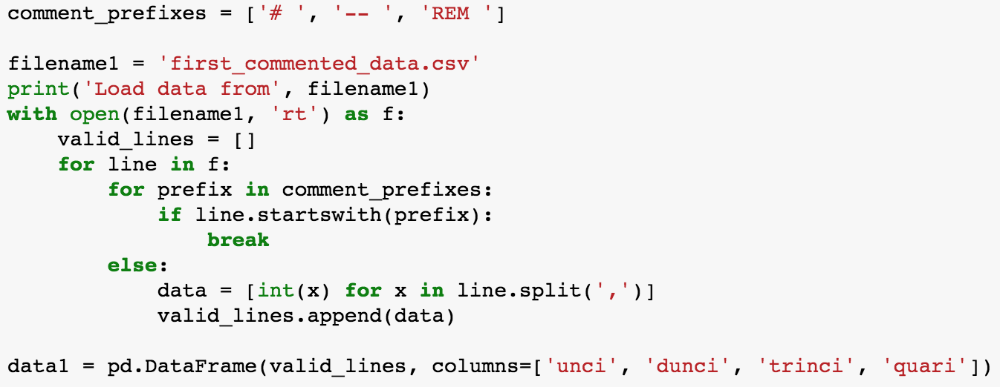 comment_prefixes = ['# ', '-- ', 'REM ']

filename1 = 'first_commented_data.csv'
print('Load data from', filename1)
with open(filename1, 'rt') as f:
    valid_lines = []
    for line in f:
        for prefix in comment_prefixes:
            if line.startswith(prefix):
                break
        else:
            data = [int(x) for x in line.split(',')]
            valid_lines.append(data)

data1 = pd.DataFrame(valid_lines, columns=['unci', 'dunci', 'trinci', 'quari'])